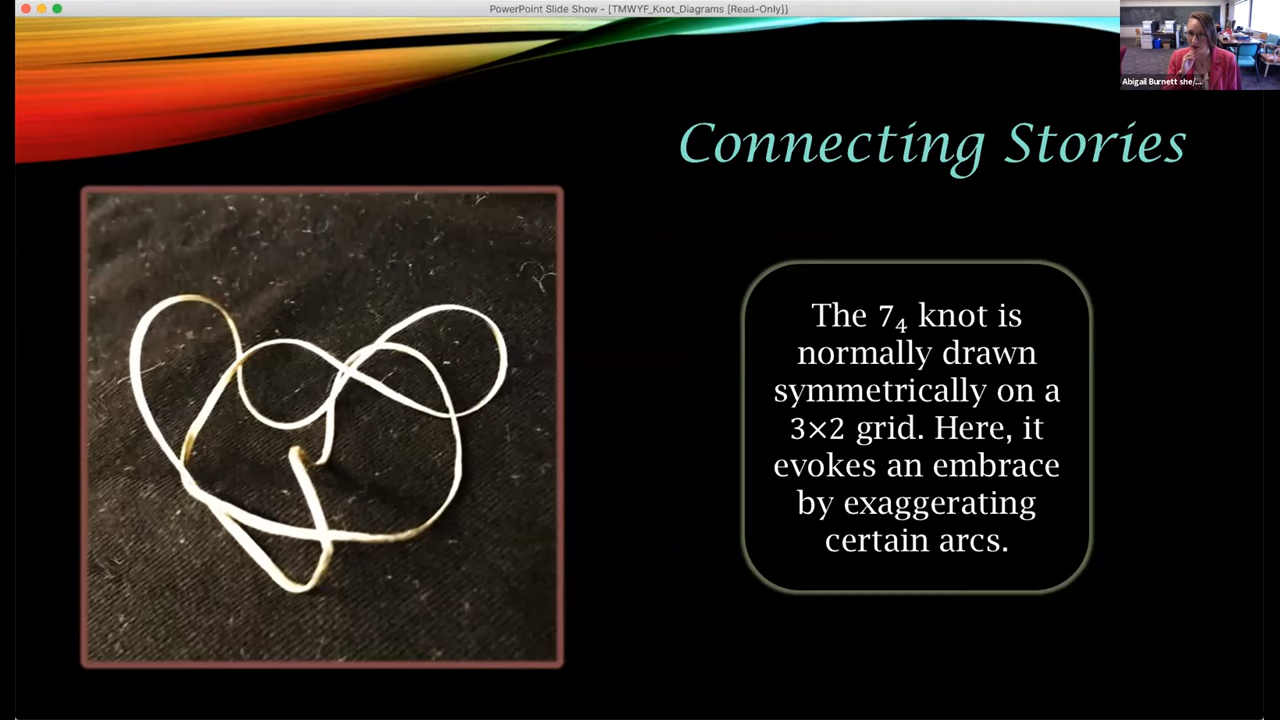 PowerPoint Slide Show - [TMWYF_Knot_Diagrams [Read-Only]]
Abigail Burnett she/...
Connecting Stories
The 7₄ knot is
normally drawn
symmetrically on a
3×2 grid. Here, it
evokes an embrace
by exaggerating
certain arcs.